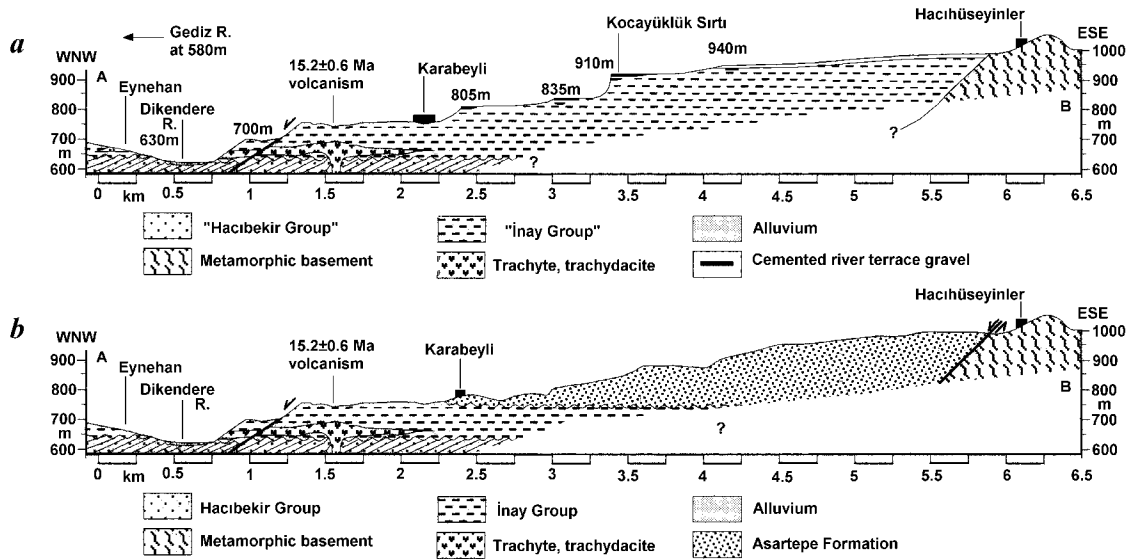 a
WNW
Gediz R.
at 580m
A
Eynehan
Dikendere
R.
630m
700m
15.2±0.6 Ma
volcanism
Karabeyli
805m
835m
910m
Kocayüklük Sırtı
940m
Hacıhüseyinler
ESE
B
?
?
900
800
700
m
600
1000
900
800
m
700
600
0 0.5 1 1.5 2 2.5 3 3.5 4 4.5 5 5.5 6 6.5
km
"Hacıbekir Group"
"İnay Group"
Alluvium
Metamorphic basement
Trachyte, trachydacite
Cemented river terrace gravel
b
WNW
A
Eynehan
Dikendere
R.
15.2±0.6 Ma
volcanism
Karabeyli
Hacıhüseyinler
ESE
B
?
900
800
700
m
600
1000
900
800
m
700
600
0 0.5 1 1.5 2 2.5 3 3.5 4 4.5 5 5.5 6 6.5
km
Hacıbekir Group
İnay Group
Alluvium
Metamorphic basement
Trachyte, trachydacite
Asartepe Formation